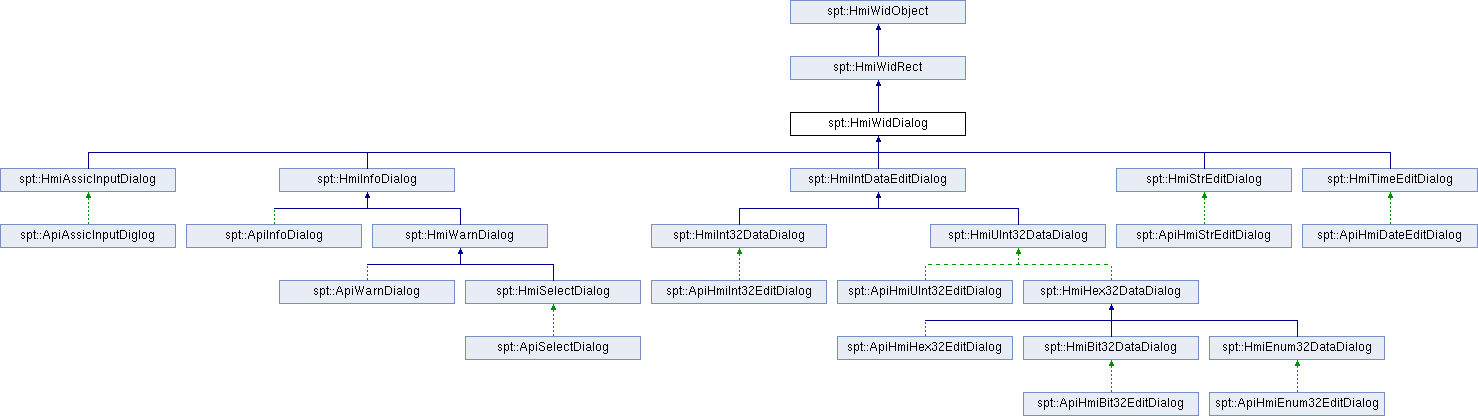 spt::HmiWidObject
spt::HmiWidRect
spt::HmiWidDialog
spt::HmiAssicInputDialog
spt::HmiInfoDialog
spt::HmiIntDataEditDialog
spt::HmiStrEditDialog
spt::HmiTimeEditDialog
spt::ApiAssicInputDiglog
spt::ApiInfoDialog
spt::HmiWarnDialog
spt::HmiInt32DataDialog
spt::HmiUInt32DataDialog
spt::ApiHmiStrEditDialog
spt::ApiHmiDateEditDialog
spt::ApiWarnDialog
spt::HmiSelectDialog
spt::ApiHmiInt32EditDialog
spt::ApiHmiUInt32EditDialog
spt::HmiHex32DataDialog
spt::ApiSelectDialog
spt::ApiHmiHex32EditDialog
spt::HmiBit32DataDialog
spt::HmiEnum32DataDialog
spt::ApiHmiBit32EditDialog
spt::ApiHmiEnum32EditDialog